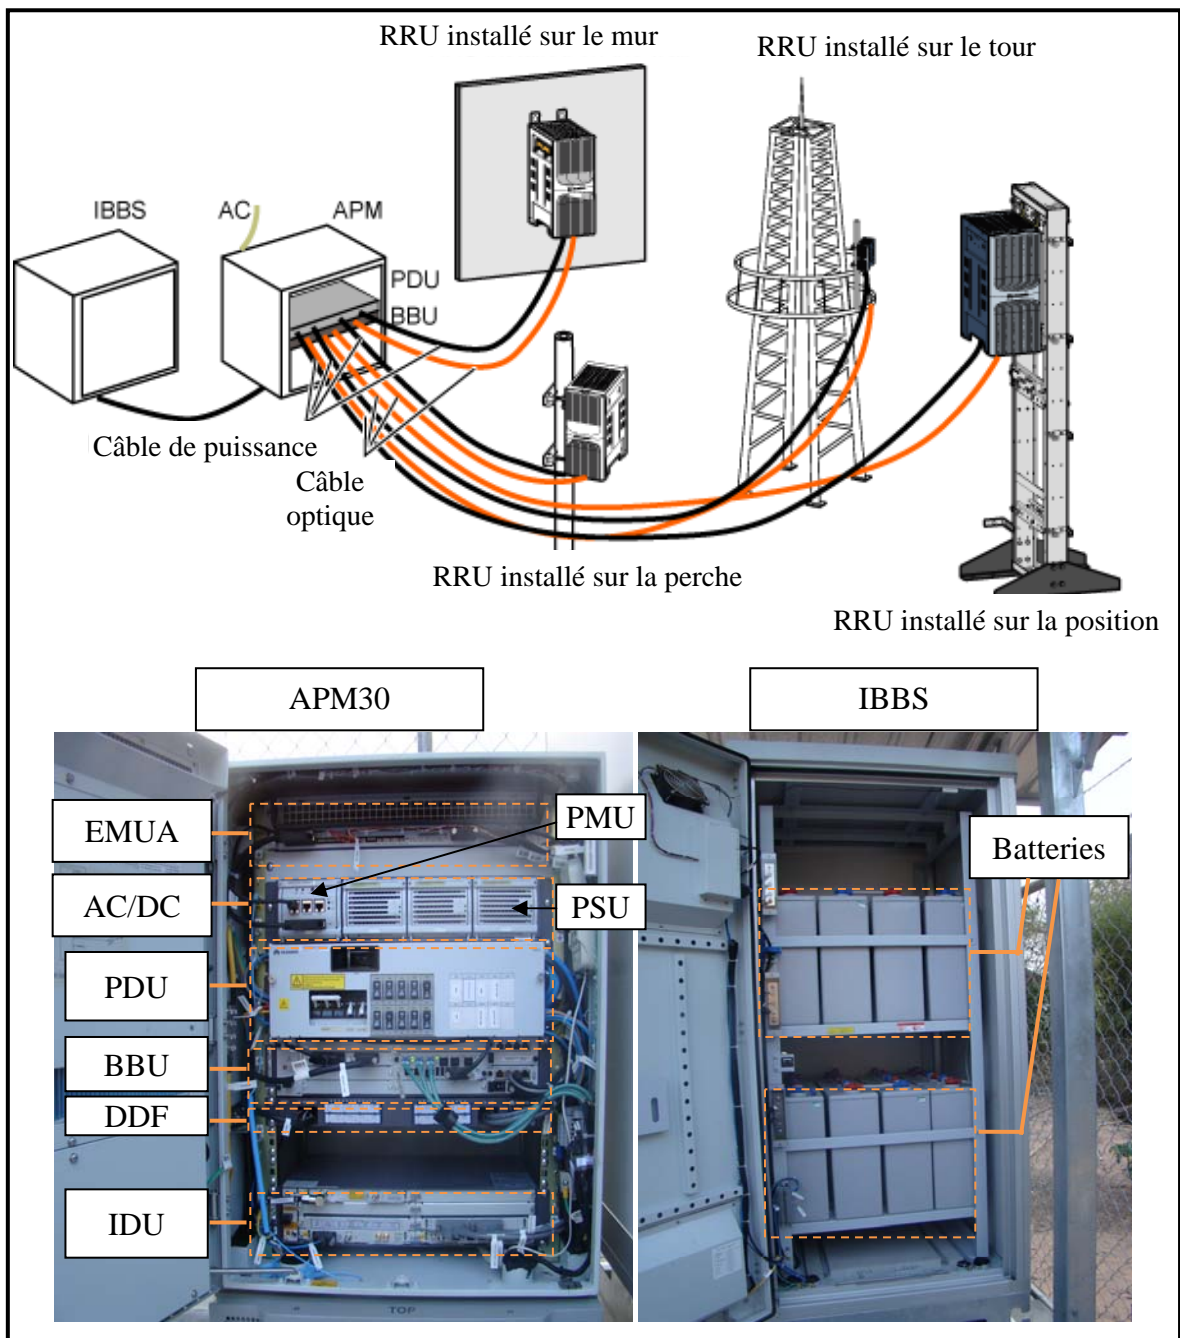 RRU installé sur le mur
RRU installé sur le tour
IBBS
AC
APM
PDU
BBU
Câble de puissance
Câble
optique
RRU installé sur la perche
RRU installé sur la position
APM30
IBBS
EMUA
PMU
Batteries
AC/DC
PSU
PDU
BBU
DDF
IDU
TOP